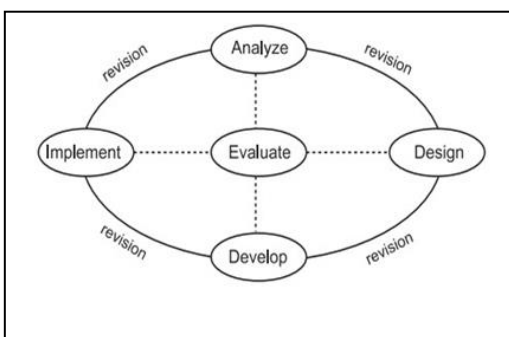 Analyze
revision
revision
Implement
Evaluate
Design
revision
revision
Develop